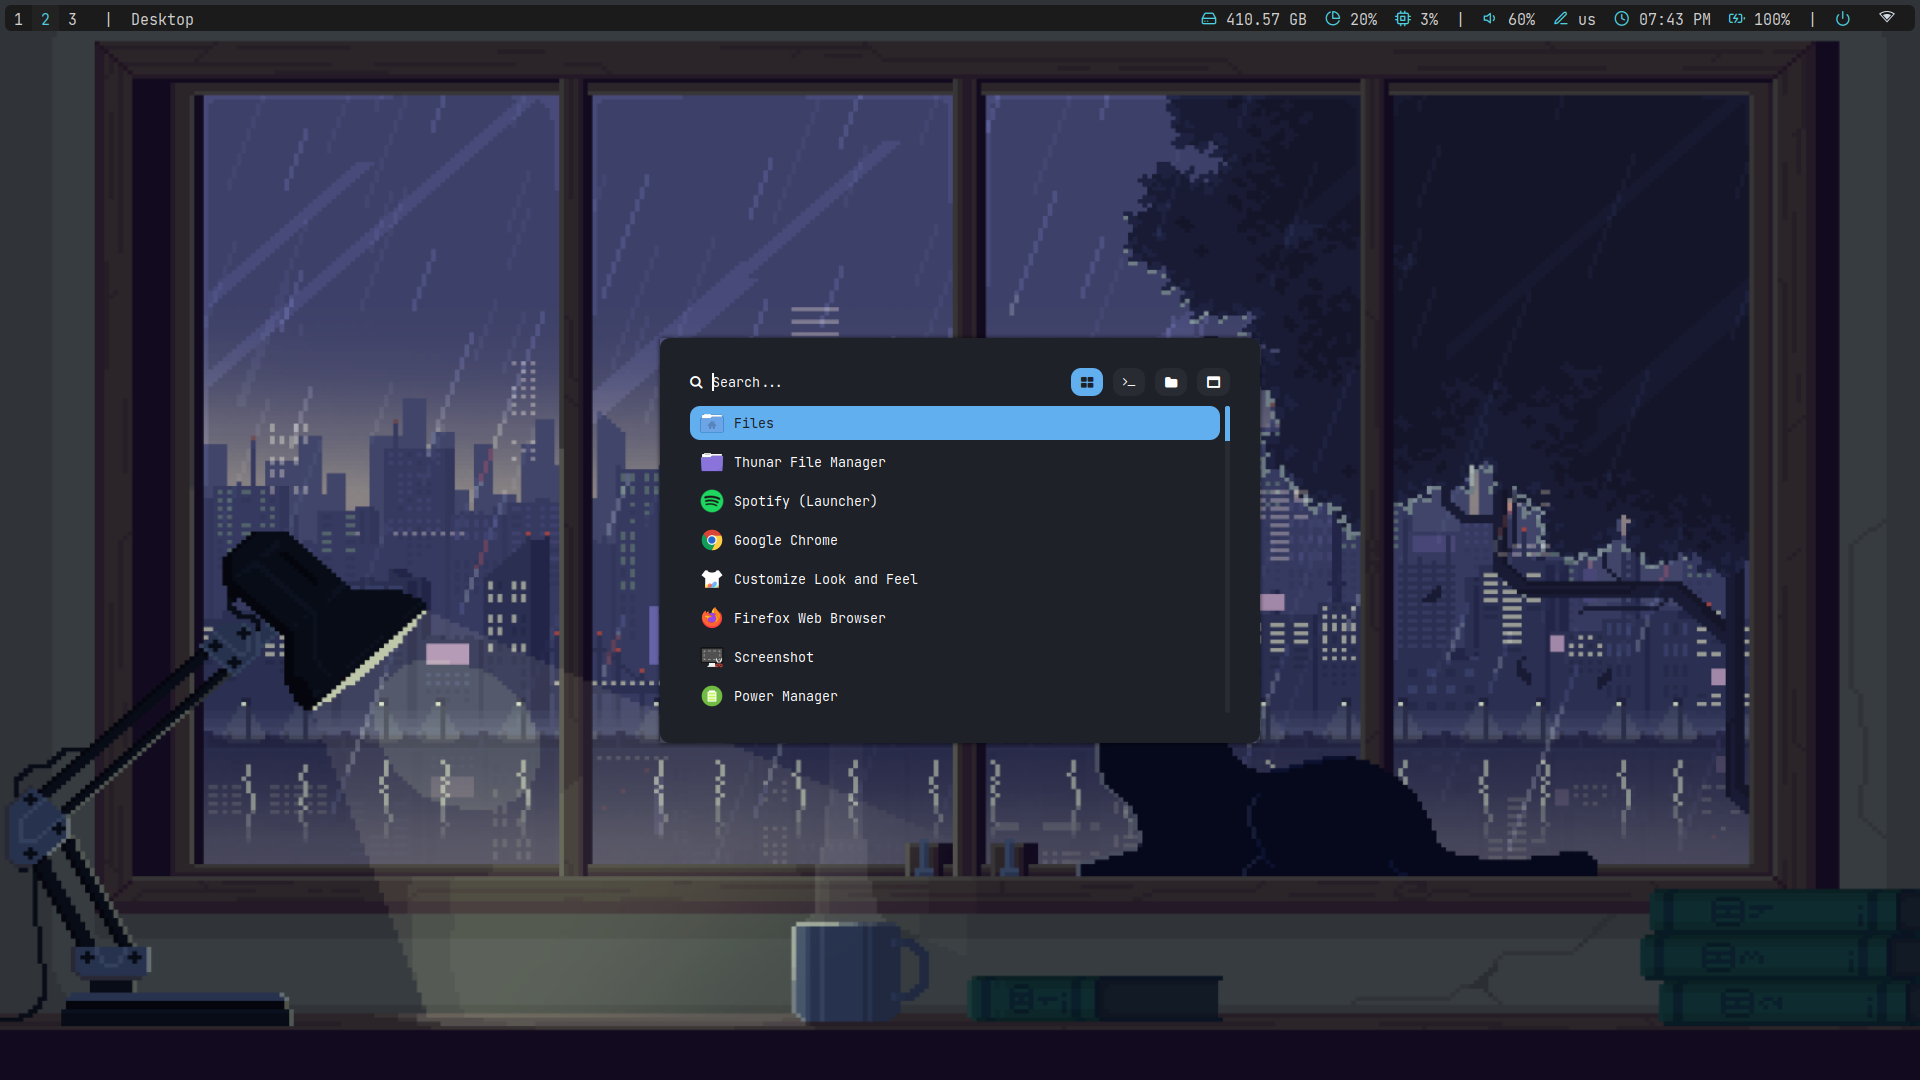 1 2 3 | Desktop 410.57 GB 20% 3% | 60% us 07:43 PM 100% |
Search...
Files
Thunar File Manager
Spotify (Launcher)
Google Chrome
Customize Look and Feel
Firefox Web Browser
Screenshot
Power Manager